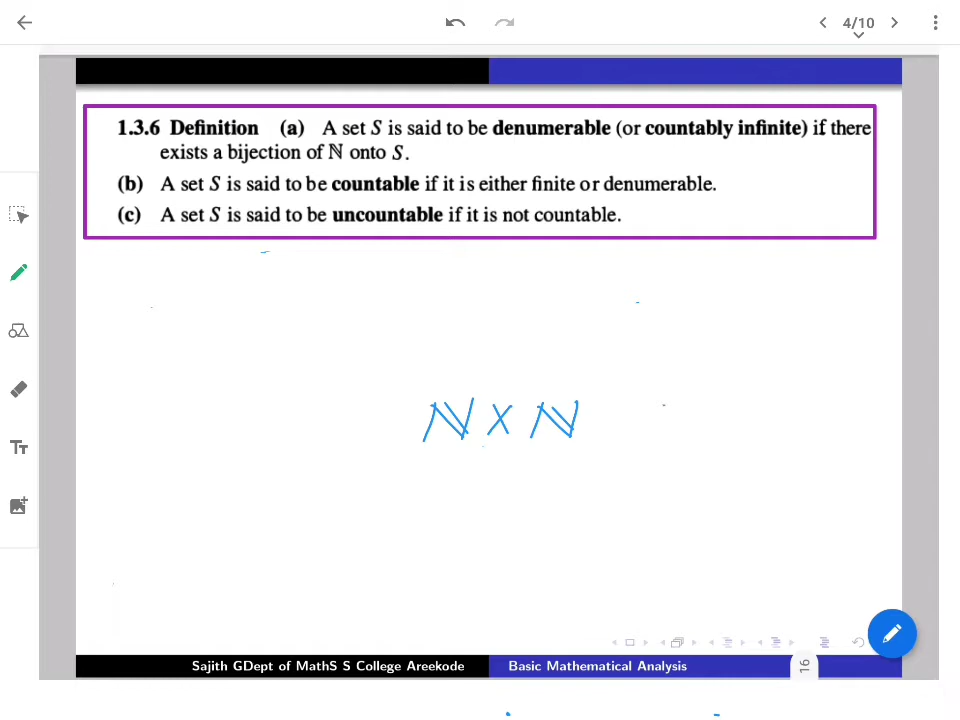 4/10
1.3.6 Definition (a) A set S is said to be denumerable (or countably infinite) if there
exists a bijection of ℕ onto S.
(b) A set S is said to be countable if it is either finite or denumerable.
(c) A set S is said to be uncountable if it is not countable.
ℕ × ℕ
Sajith GDept of MathS S College Areekode Basic Mathematical Analysis 16
Tт